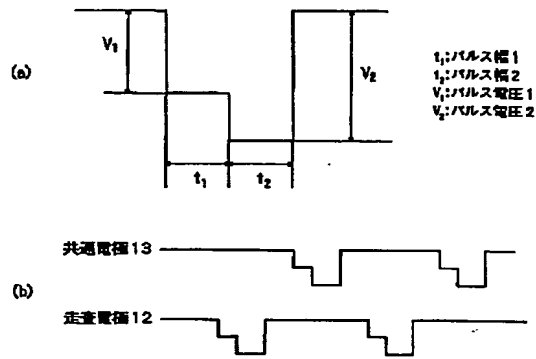 (a)
V₁
V₂
t₁
t₂
t₁:パルス幅1
t₂:パルス幅2
V₁:パルス電圧1
V₂:パルス電圧2
(b)
共通電極13
走査電極12